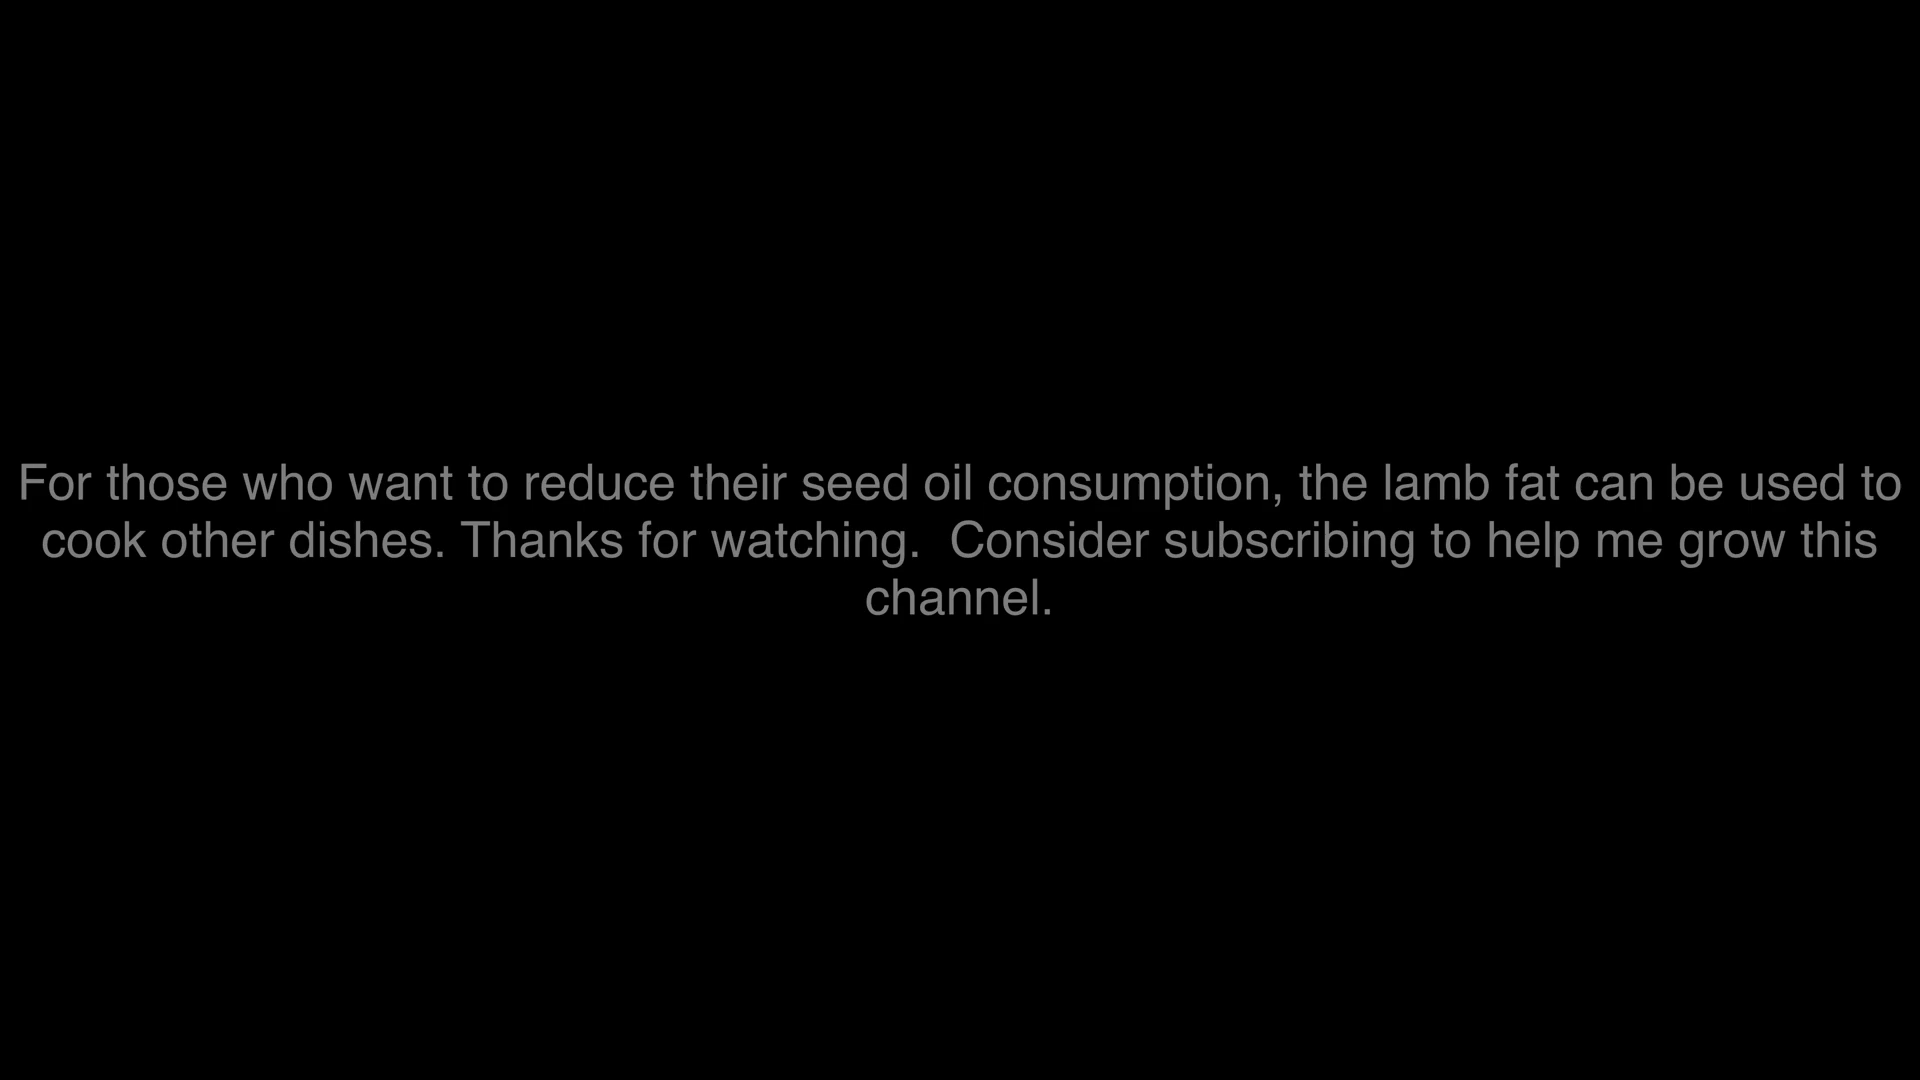 For those who want to reduce their seed oil consumption, the lamb fat can be used to
cook other dishes. Thanks for watching.  Consider subscribing to help me grow this
channel.